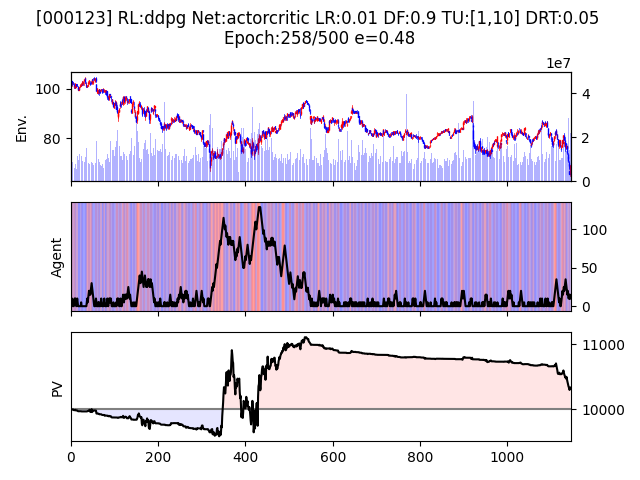 [000123] RL:ddpg Net:actorcritic LR:0.01 DF:0.9 TU:[1,10] DRT:0.05
Epoch:258/500 e=0.48
1e7
Env.
100
80
4
2
0
Agent
100
50
0
PV
11000
10000
0
200
400
600
800
1000